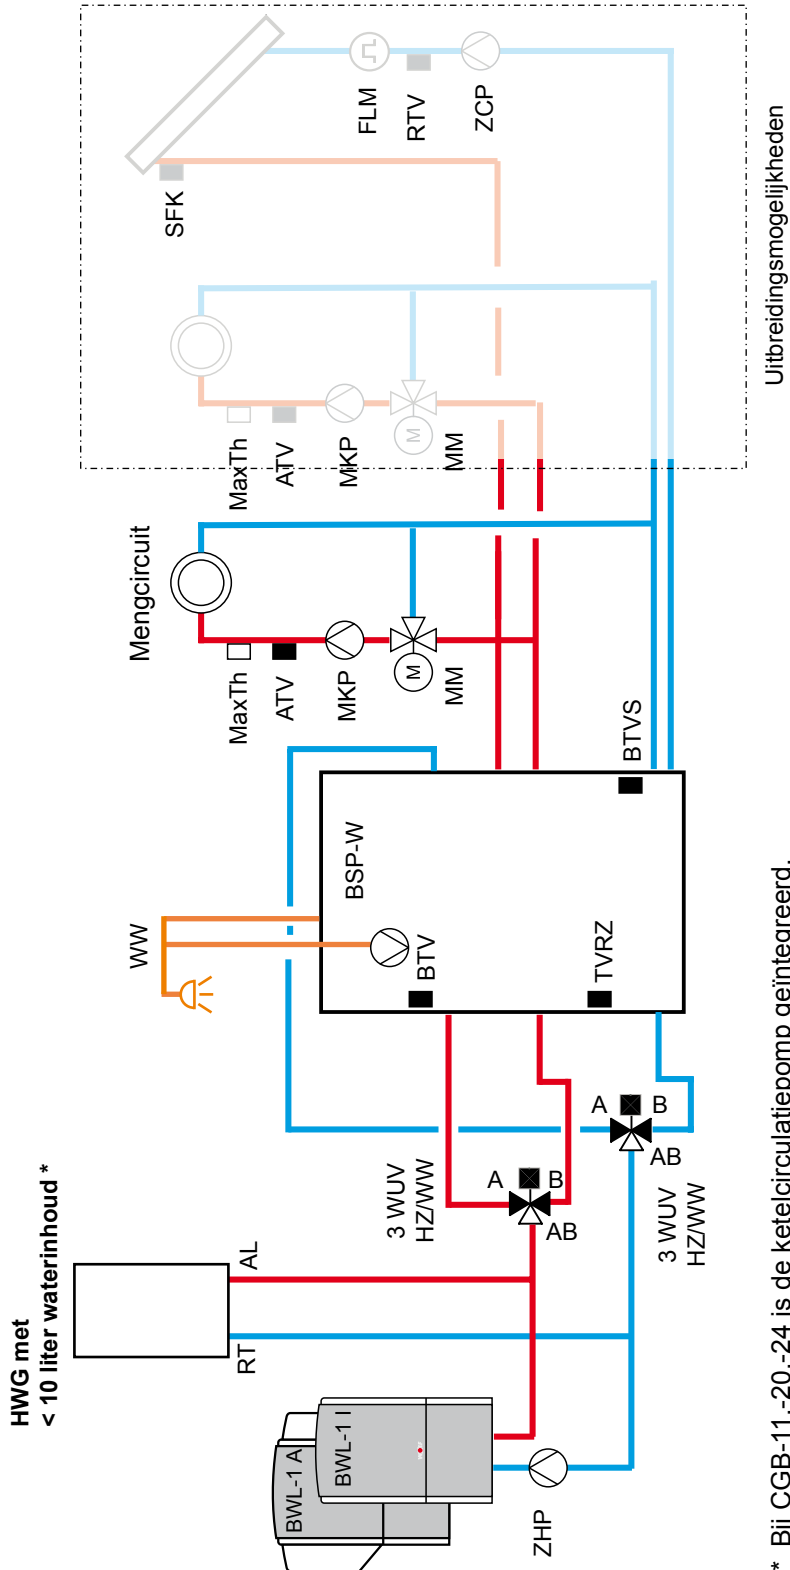 HWG met
< 10 liter waterinhoud *
RT
AL
BWL-1 A
BWL-1 I
ZHP
3 WUV
HZ/WW
A
B
AB
3 WUV
HZ/WW
A
B
AB
WW
BSP-W
BTV
TVRZ
BTVS
Mengcircuit
MaxTh
ATV
MKP
M
MM
MaxTh
ATV
MKP
M
MM
SFK
FLM
RTV
ZCP
Uitbreidingsmogelijkheden
* Bij CGB-11,-20,-24 is de ketelcirculatiepomp geïntegreerd.